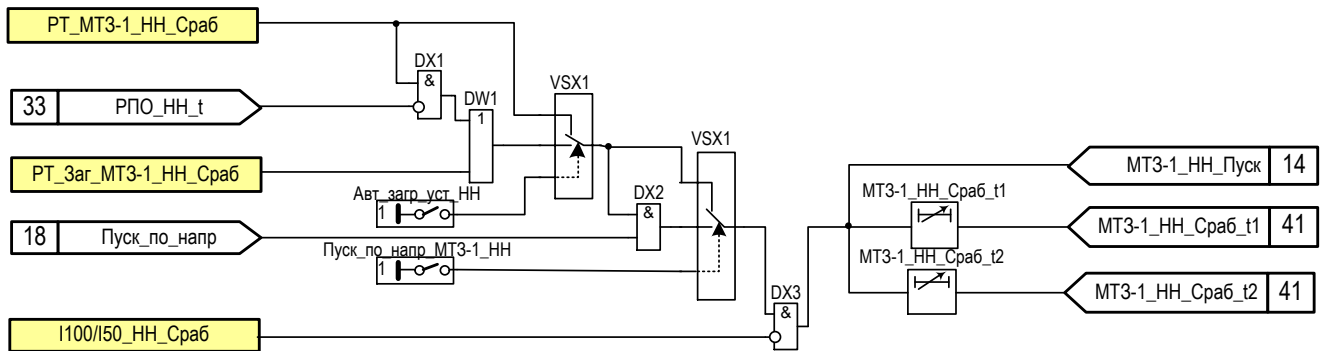 РТ_МТЗ-1_НН_Сраб
DX1
&
33 РПО_НН_t
DW1
1
VSX1
РТ_Заг_МТЗ-1_НН_Сраб
Авт_загр_уст_НН
1
DX2
&
VSX1
18 Пуск_по_напр
Пуск_по_напр_МТЗ-1_НН
1
DX3
&
I100/I50_НН_Сраб
МТЗ-1_НН_Пуск 14
МТЗ-1_НН_Сраб_t1
МТЗ-1_НН_Сраб_t1 41
МТЗ-1_НН_Сраб_t2
МТЗ-1_НН_Сраб_t2 41